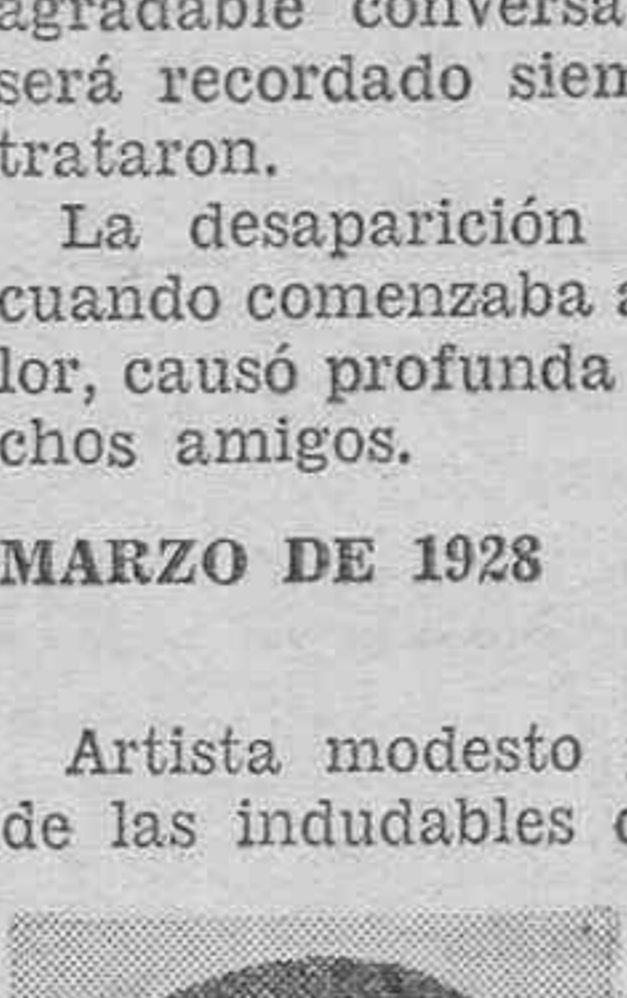 agradable conversa
será recordado siem
trataron.
La desaparición
cuando comenzaba a
lor, causó profunda
chos amigos.
MARZO DE 1928
Artista modesto
de las indudables